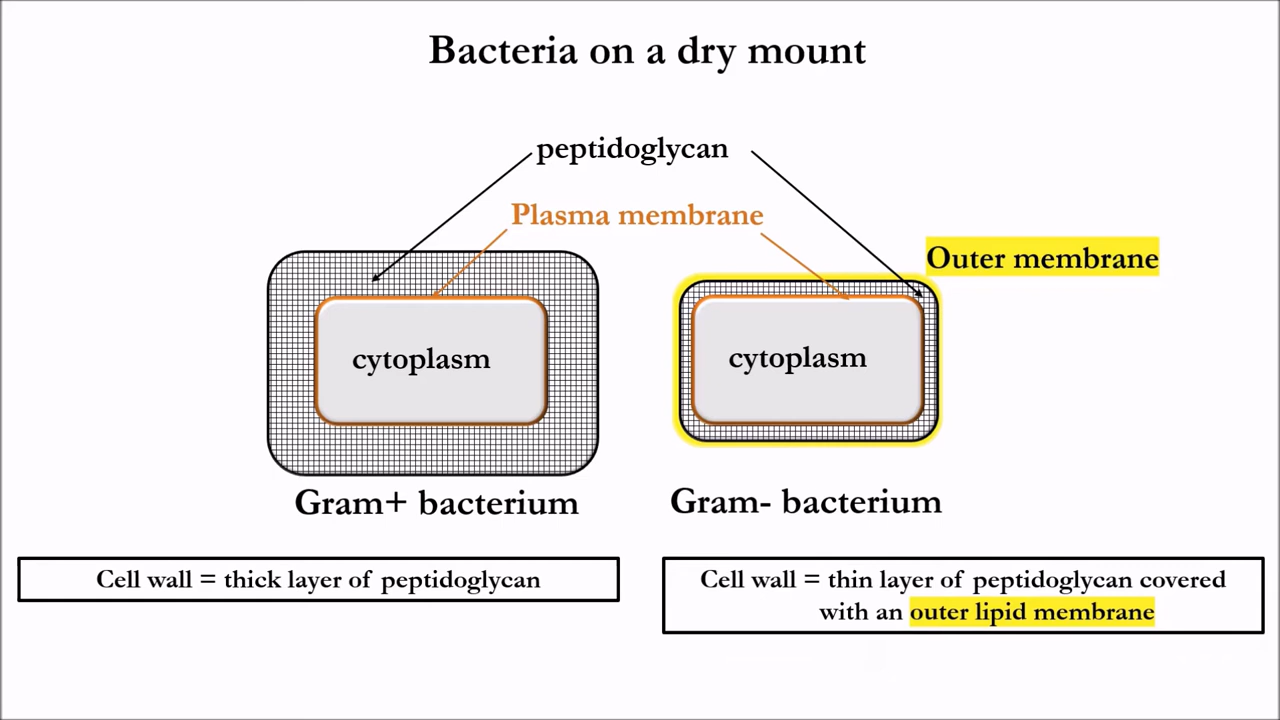 Bacteria on a dry mount
peptidoglycan
Plasma membrane
Outer membrane
cytoplasm
cytoplasm
Gram+ bacterium
Gram- bacterium
Cell wall = thick layer of peptidoglycan
Cell wall = thin layer of peptidoglycan covered
with an outer lipid membrane